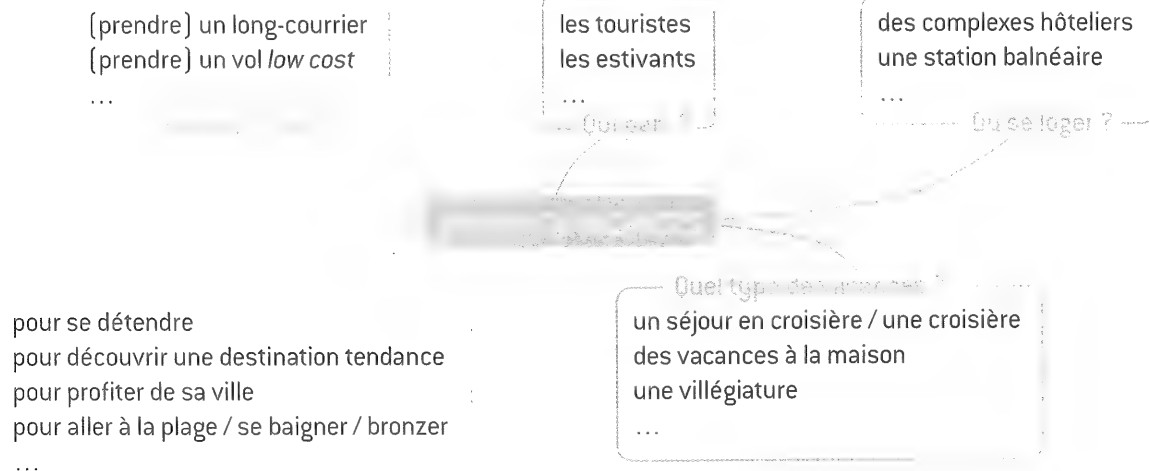 (prendre) un long-courrier
(prendre) un vol low cost
...
les touristes
les estivants
...
Qui
des complexes hôteliers
une station balnéaire
...
Où se loger ?
Quel type de
un séjour en croisière / une croisière
des vacances à la maison
une villégiature
...
pour se détendre
pour découvrir une destination tendance
pour profiter de sa ville
pour aller à la plage / se baigner / bronzer
...